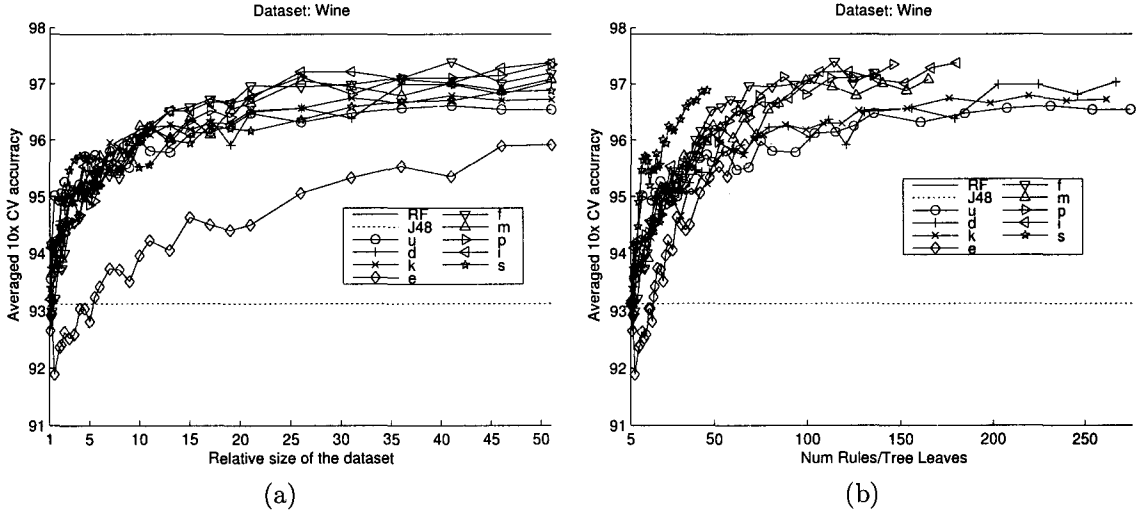 Dataset: Wine
98
97
96
95
94
93
92
91
Averaged 10x CV accurracy
RF
J48
u
d
k
e
f
m
p
l
s
1 5 10 15 20 25 30 35 40 45 50
Relative size of the dataset
(a)
Dataset: Wine
98
97
96
95
94
93
92
91
Averaged 10x CV accurracy
RF
J48
u
d
k
e
f
m
p
l
s
5 50 100 150 200 250
Num Rules/Tree Leaves
(b)